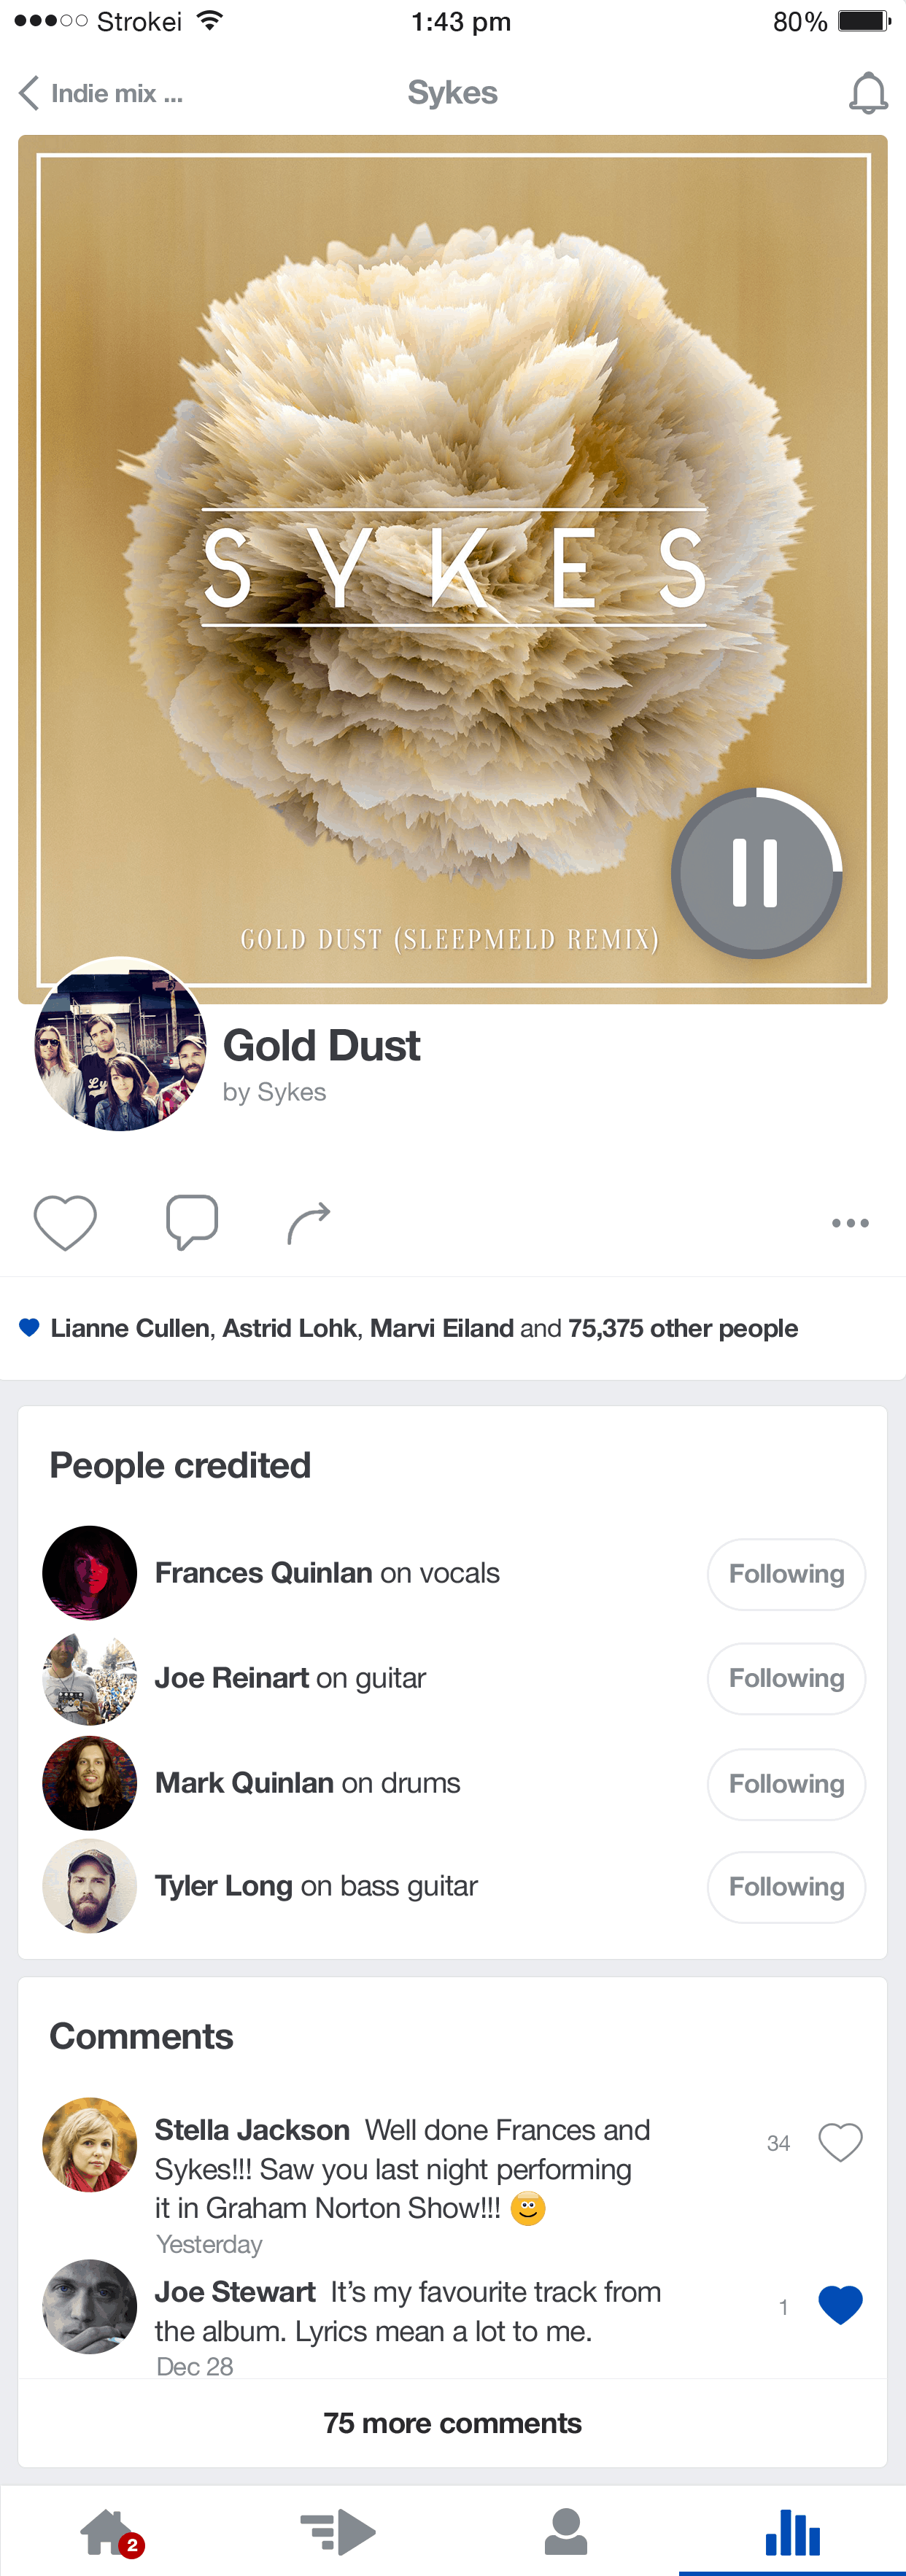 Strokei 1:43 pm 80%
Indie mix ... Sykes
SYKES
GOLD DUST (SLEEPMELD REMIX)
Ly
Gold Dust
by Sykes
Lianne Cullen, Astrid Lohk, Marvi Eiland and 75,375 other people
People credited
Frances Quinlan on vocals Following
Joe Reinart on guitar Following
Mark Quinlan on drums Following
Tyler Long on bass guitar Following
Comments
Stella Jackson Well done Frances and 34
Sykes!!! Saw you last night performing
it in Graham Norton Show!!! 🙂
Yesterday
Joe Stewart It’s my favourite track from 1
the album. Lyrics mean a lot to me.
Dec 28
75 more comments
2